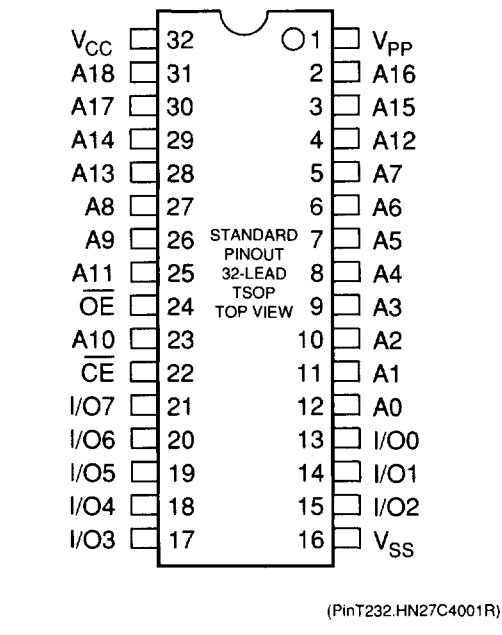 VCC 32 1 VPP
A18 31 2 A16
A17 30 3 A15
A14 29 4 A12
A13 28 5 A7
A8 27 6 A6
A9 26 STANDARD 7 A5
PINOUT
A11 25 32-LEAD 8 A4
TSOP
OE 24 TOP VIEW 9 A3
A10 23 10 A2
CE 22 11 A1
I/O7 21 12 A0
I/O6 20 13 I/O0
I/O5 19 14 I/O1
I/O4 18 15 I/O2
I/O3 17 16 VSS
(PinT232.HN27C4001R)